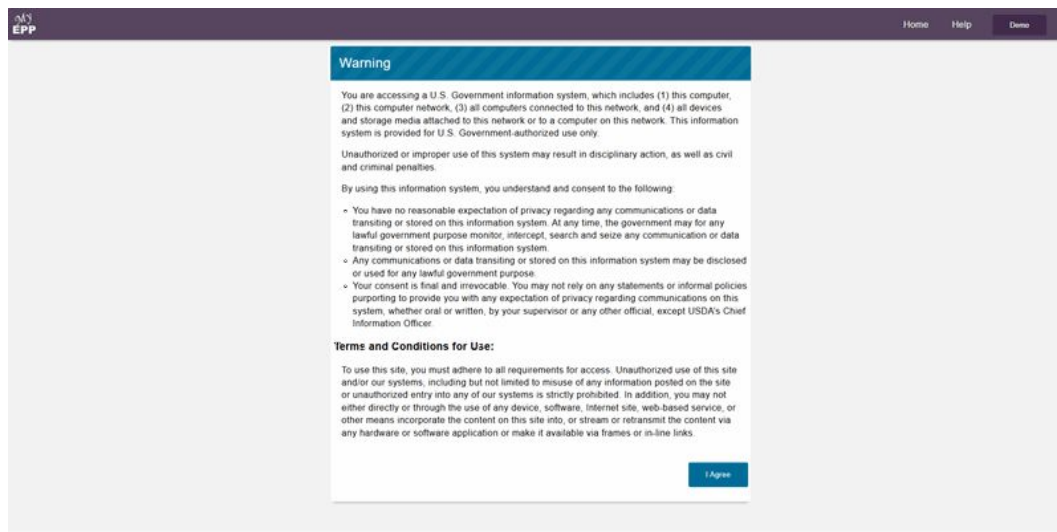 my
EPP
Home Help Demo
Warning
You are accessing a U.S. Government information system, which includes (1) this computer,
(2) this computer network, (3) all computers connected to this network, and (4) all devices
and storage media attached to this network or to a computer on this network. This information
system is provided for U.S. Government-authorized use only.
Unauthorized or improper use of this system may result in disciplinary action, as well as civil
and criminal penalties.
By using this information system, you understand and consent to the following:
You have no reasonable expectation of privacy regarding any communications or data
transiting or stored on this information system. At any time, the government may for any
lawful government purpose monitor, intercept, search and seize any communication or data
transiting or stored on this information system.
Any communications or data transiting or stored on this information system may be disclosed
or used for any lawful government purpose.
Your consent is final and irrevocable. You may not rely on any statements or informal policies
purporting to provide you with any expectation of privacy regarding communications on this
system, whether oral or written, by your supervisor or any other official, except USDA's Chief
Information Officer.
Terms and Conditions for Use:
To use this site, you must adhere to all requirements for access. Unauthorized use of this site
and/or our systems, including but not limited to misuse of any information posted on the site
or unauthorized entry into any of our systems is strictly prohibited. In addition, you may not
either directly or through the use of any device, software, Internet site, web-based service, or
other means incorporate the content on this site into, or stream or retransmit the content via
any hardware or software application or make it available via frames or in-line links.
I Agree